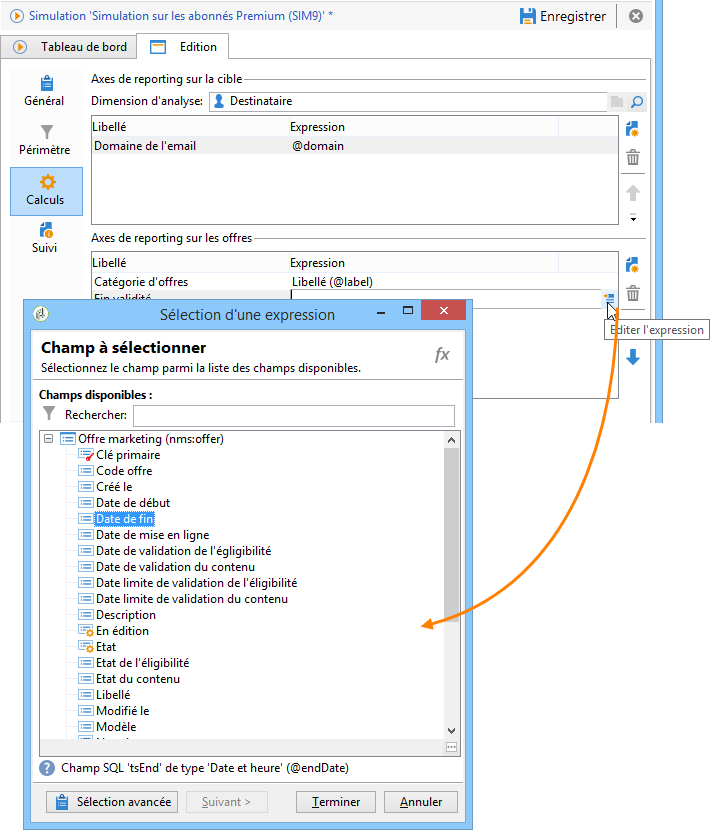 Simulation 'Simulation sur les abonnés Premium (SIM9)' *
Enregistrer
Tableau de bord
Edition
Axes de reporting sur la cible
Général
Dimension d'analyse:
Destinataire
Libellé Expression
Domaine de l'email @domain
Périmètre
Calculs
Suivi
Axes de reporting sur les offres
Libellé Expression
Catégorie d'offres Libellé (@label)
Fin validité
Editer l'expression
Sélection d'une expression
Champ à sélectionner
fx
Sélectionnez le champ parmi la liste des champs disponibles.
Champs disponibles :
Rechercher:
Offre marketing (nms:offer)
Clé primaire
Code offre
Créé le
Date de début
Date de fin
Date de mise en ligne
Date de validation de l'égligibilité
Date de validation du contenu
Date limite de validation de l'éligibilité
Date limite de validation du contenu
Description
En édition
Etat
Etat de l'éligibilité
Etat du contenu
Libellé
Modifié le
Modèle
Champ SQL 'tsEnd' de type 'Date et heure' (@endDate)
Sélection avancée
Suivant >
Terminer
Annuler